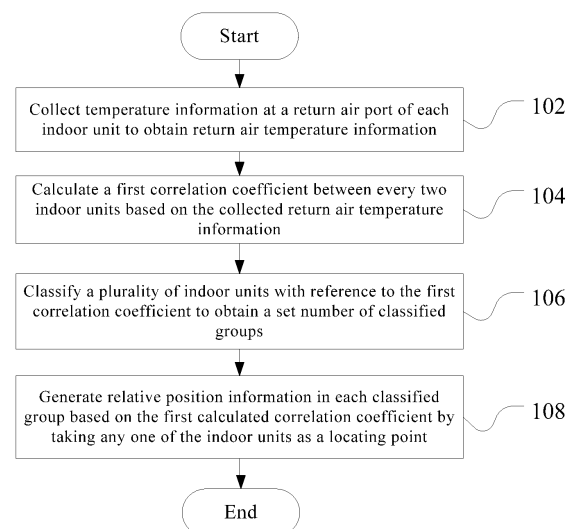 Start
Collect temperature information at a return air port of each
indoor unit to obtain return air temperature information
102
Calculate a first correlation coefficient between every two
indoor units based on the collected return air temperature
information
104
Classify a plurality of indoor units with reference to the first
correlation coefficient to obtain a set number of classified
groups
106
Generate relative position information in each classified
group based on the first calculated correlation coefficient by
taking any one of the indoor units as a locating point
108
End